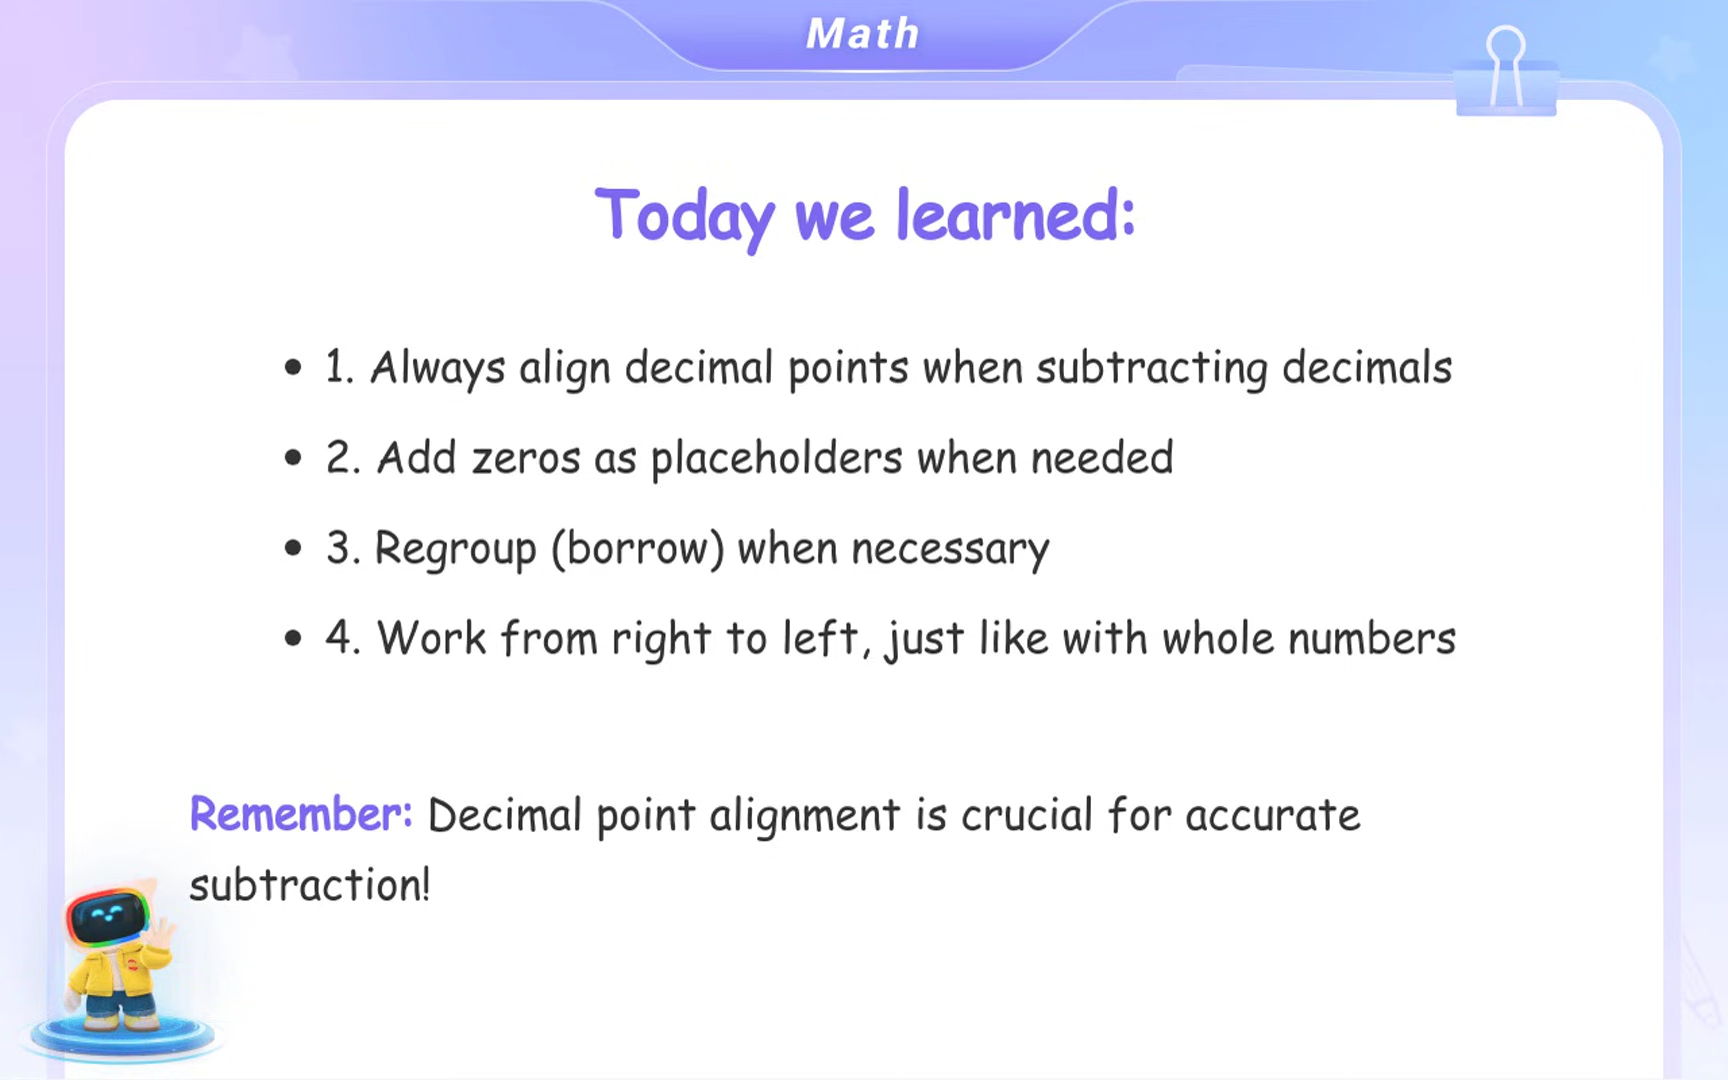 Math
Today we learned:
• 1. Always align decimal points when subtracting decimals
• 2. Add zeros as placeholders when needed
• 3. Regroup (borrow) when necessary
• 4. Work from right to left, just like with whole numbers
Remember: Decimal point alignment is crucial for accurate
subtraction!